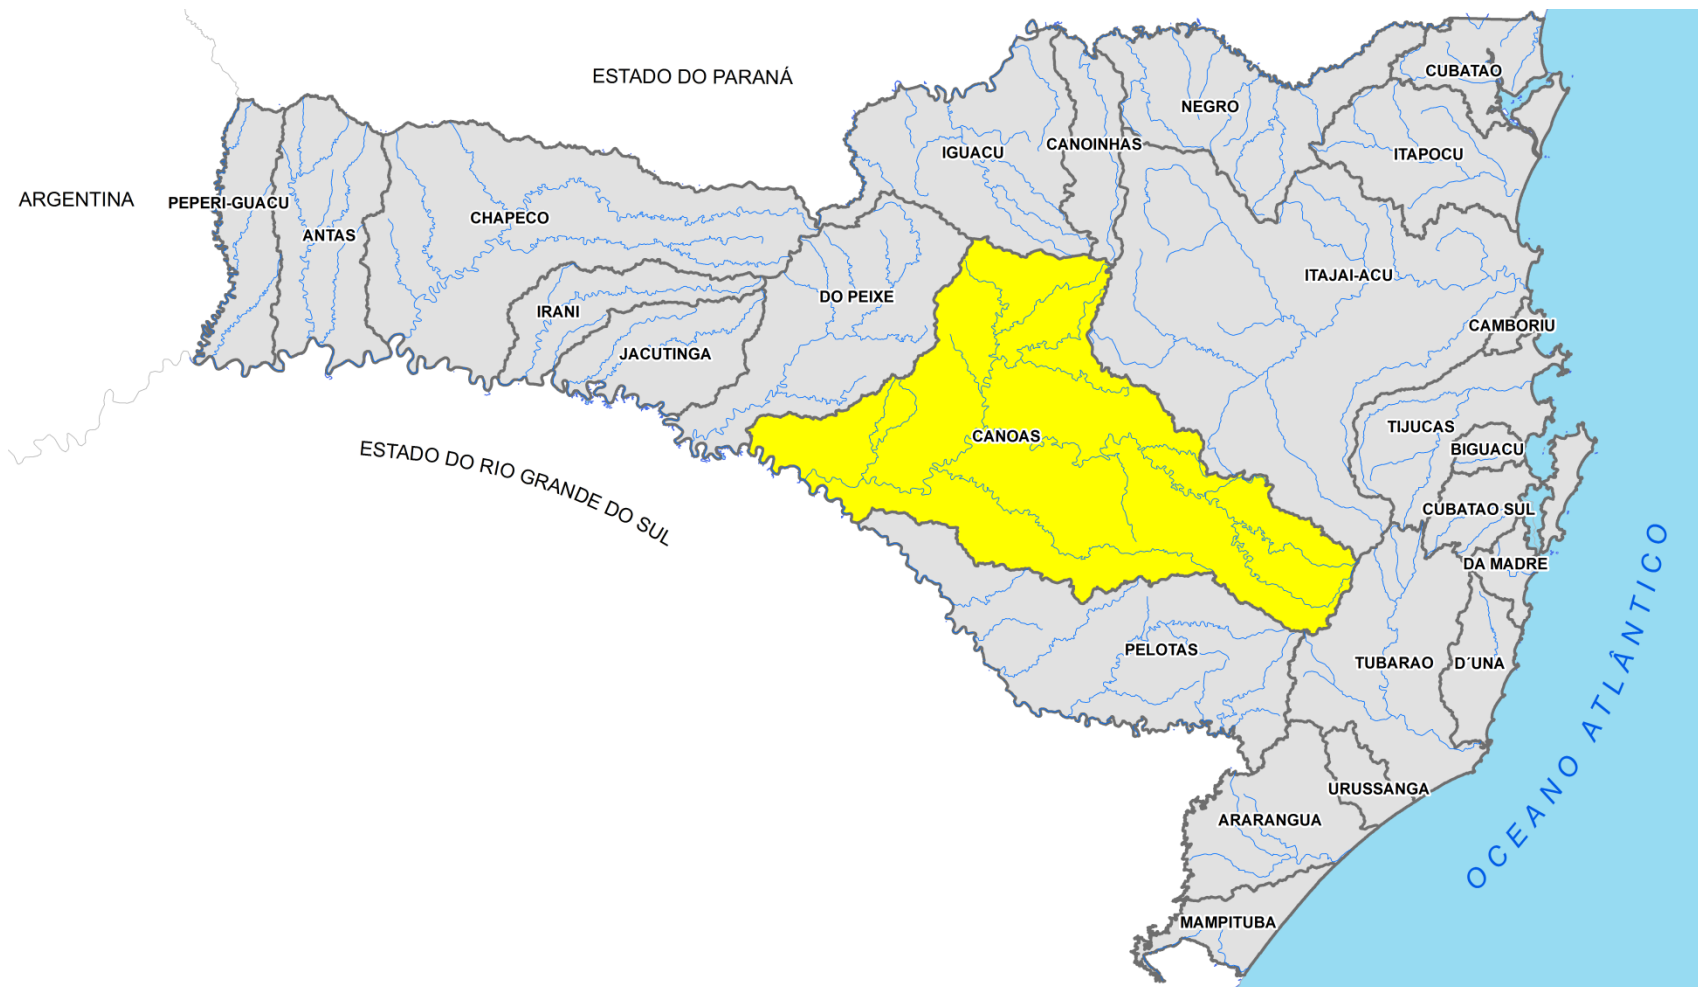 ESTADO DO PARANÁ
CUBATAO
NEGRO
CANOINHAS
IGUACU
ITAPOCU
ARGENTINA
PEPERI-GUACU
CHAPECO
ANTAS
ITAJAI-ACU
DO PEIXE
IRANI
CAMBORIU
JACUTINGA
TIJUCAS
CANOAS
BIGUACU
ESTADO DO RIO GRANDE DO SUL
CUBATAO SUL
DA MADRE
PELOTAS
TUBARAO
D´UNA
OCEANO ATLÂNTICO
URUSSANGA
ARARANGUA
MAMPITUBA